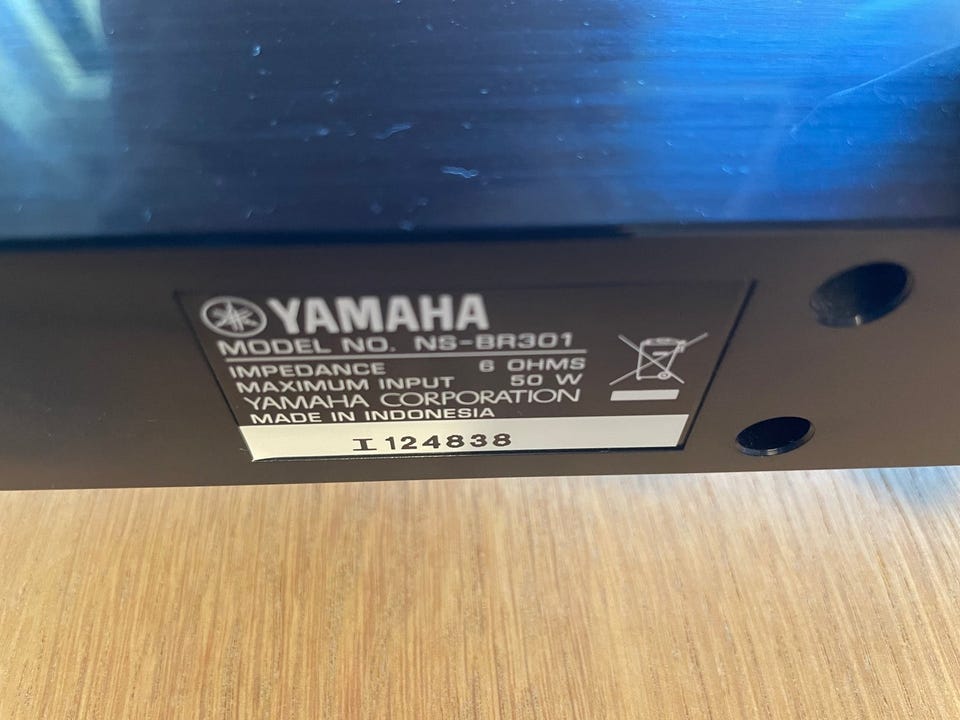 YAMAHA
MODEL NO. NS-BR301
IMPEDANCE 6 OHMS
MAXIMUM INPUT 50 W
YAMAHA CORPORATION
MADE IN INDONESIA
I 124838